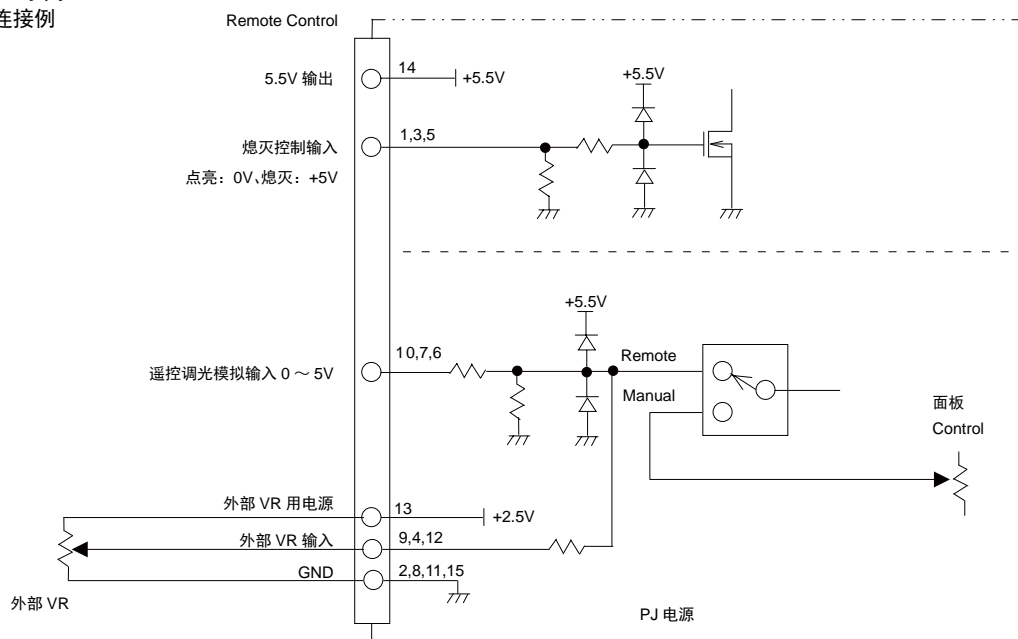 连接例
Remote Control
5.5V 输出
14
+5.5V
+5.5V
熄灭控制输入
1,3,5
点亮：0V、熄灭：+5V
+5.5V
遥控调光模拟输入 0 ～ 5V
10,7,6
Remote
Manual
面板
Control
外部 VR 用电源
13
+2.5V
外部 VR 输入
9,4,12
GND
2,8,11,15
外部 VR
PJ 电源